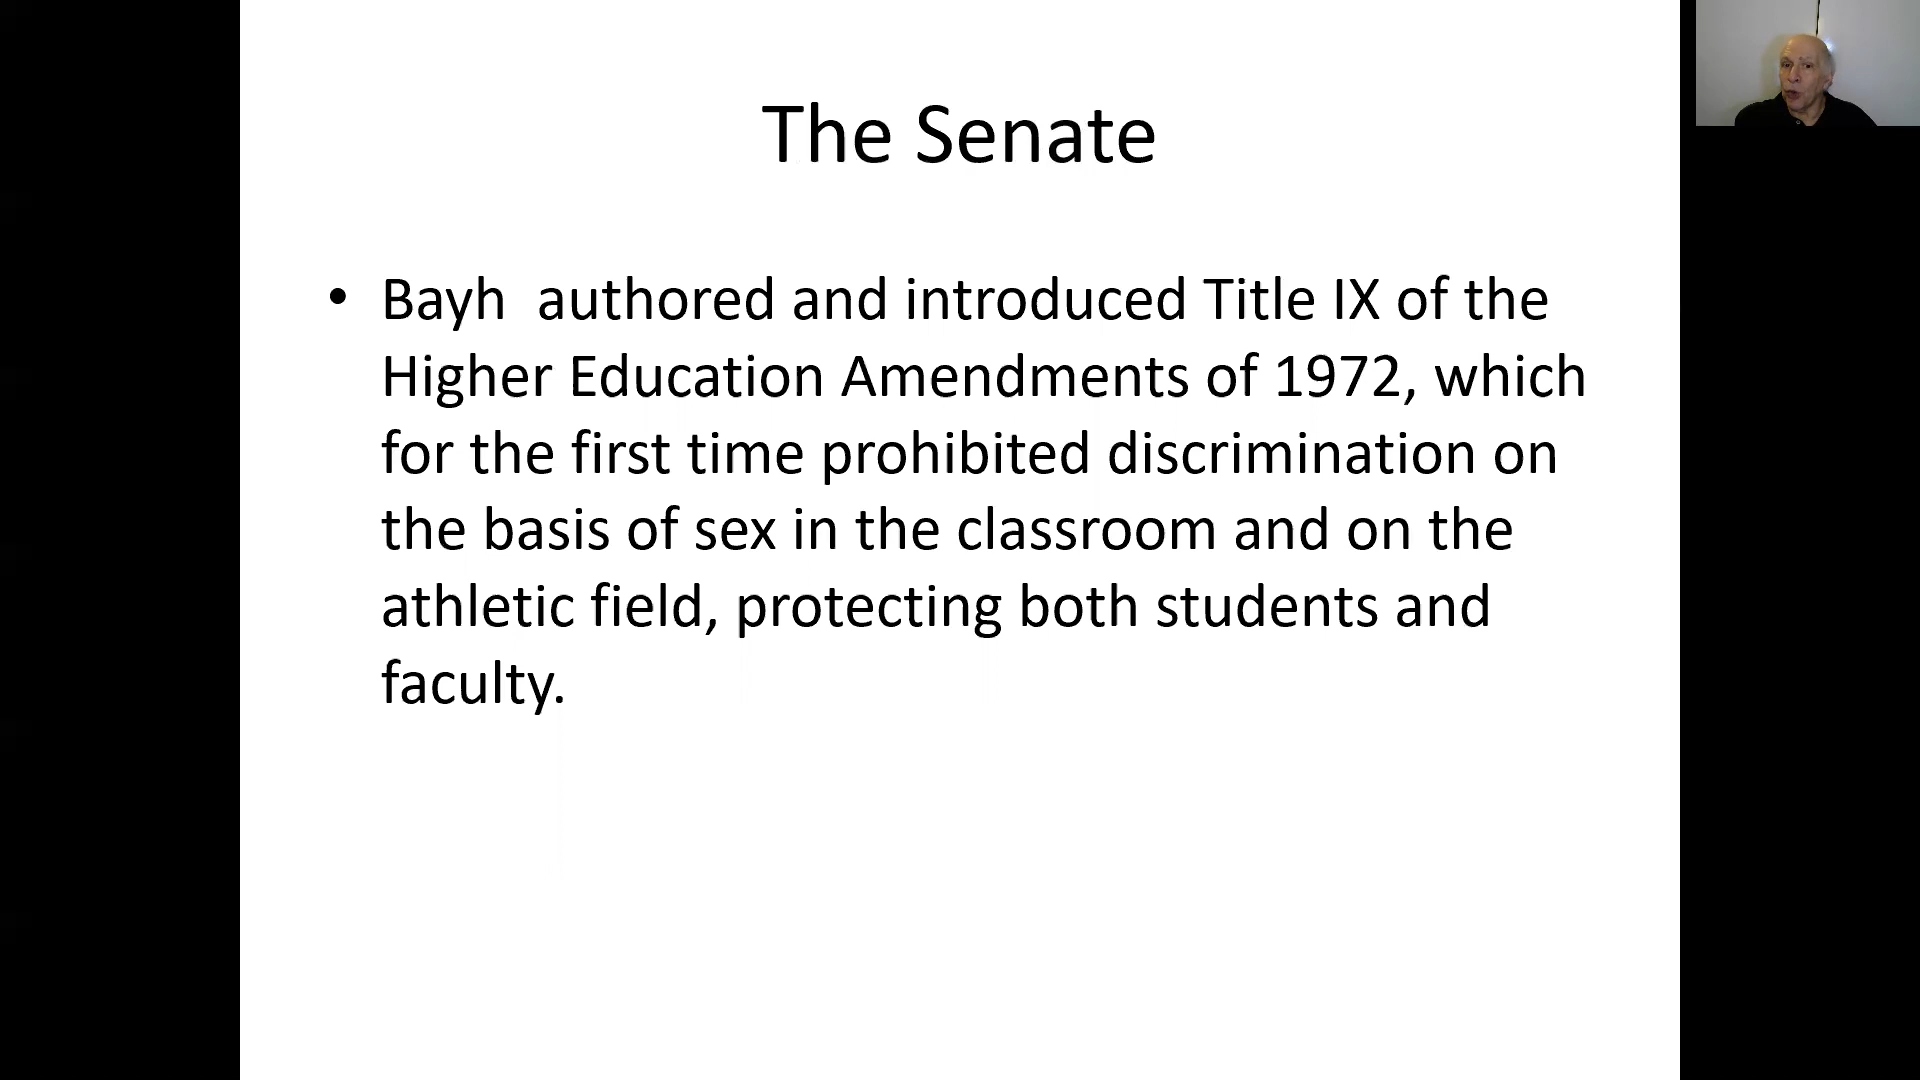 The Senate
• Bayh  authored and introduced Title IX of the
Higher Education Amendments of 1972, which
for the first time prohibited discrimination on
the basis of sex in the classroom and on the
athletic field, protecting both students and
faculty.